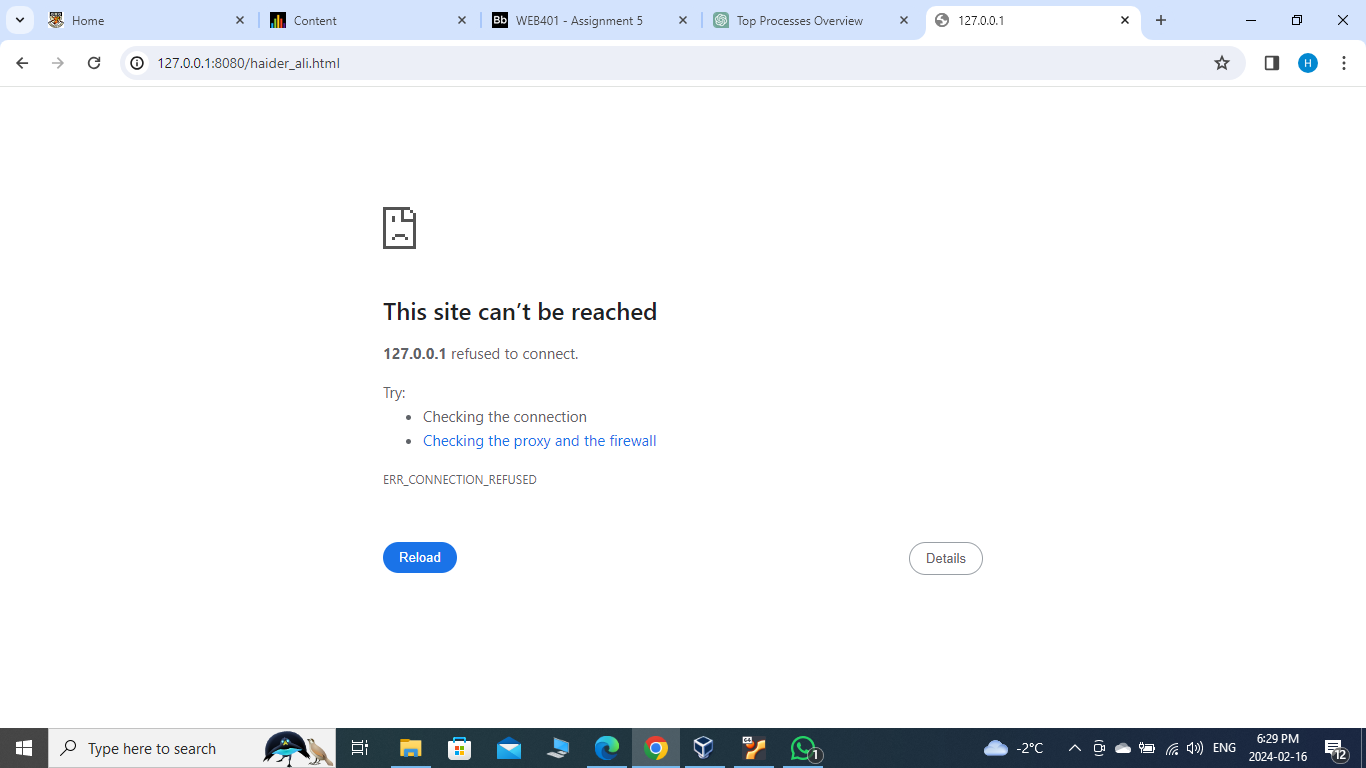 Home
Content
Bb WEB401 - Assignment 5
Top Processes Overview
127.0.0.1
127.0.0.1:8080/haider_ali.html
H
This site can’t be reached
127.0.0.1 refused to connect.
Try:
• Checking the connection
• Checking the proxy and the firewall
ERR_CONNECTION_REFUSED
Reload
Details
Type here to search
64
1
-2°C
ENG
6:29 PM
2024-02-16
12